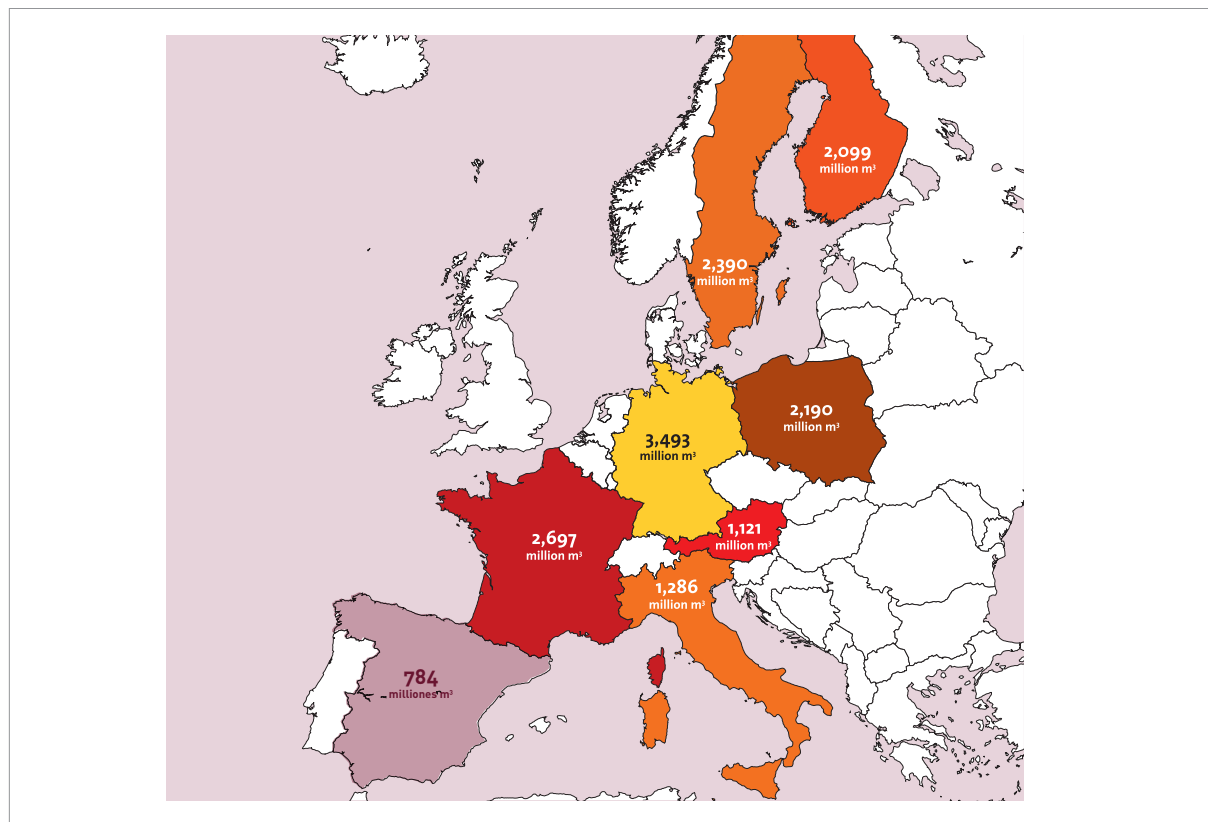 2,099
million m³
2,390
million m³
2,190
million m³
3,493
million m³
1,121
million m³
2,697
million m³
1,286
million m³
784
milliones m³